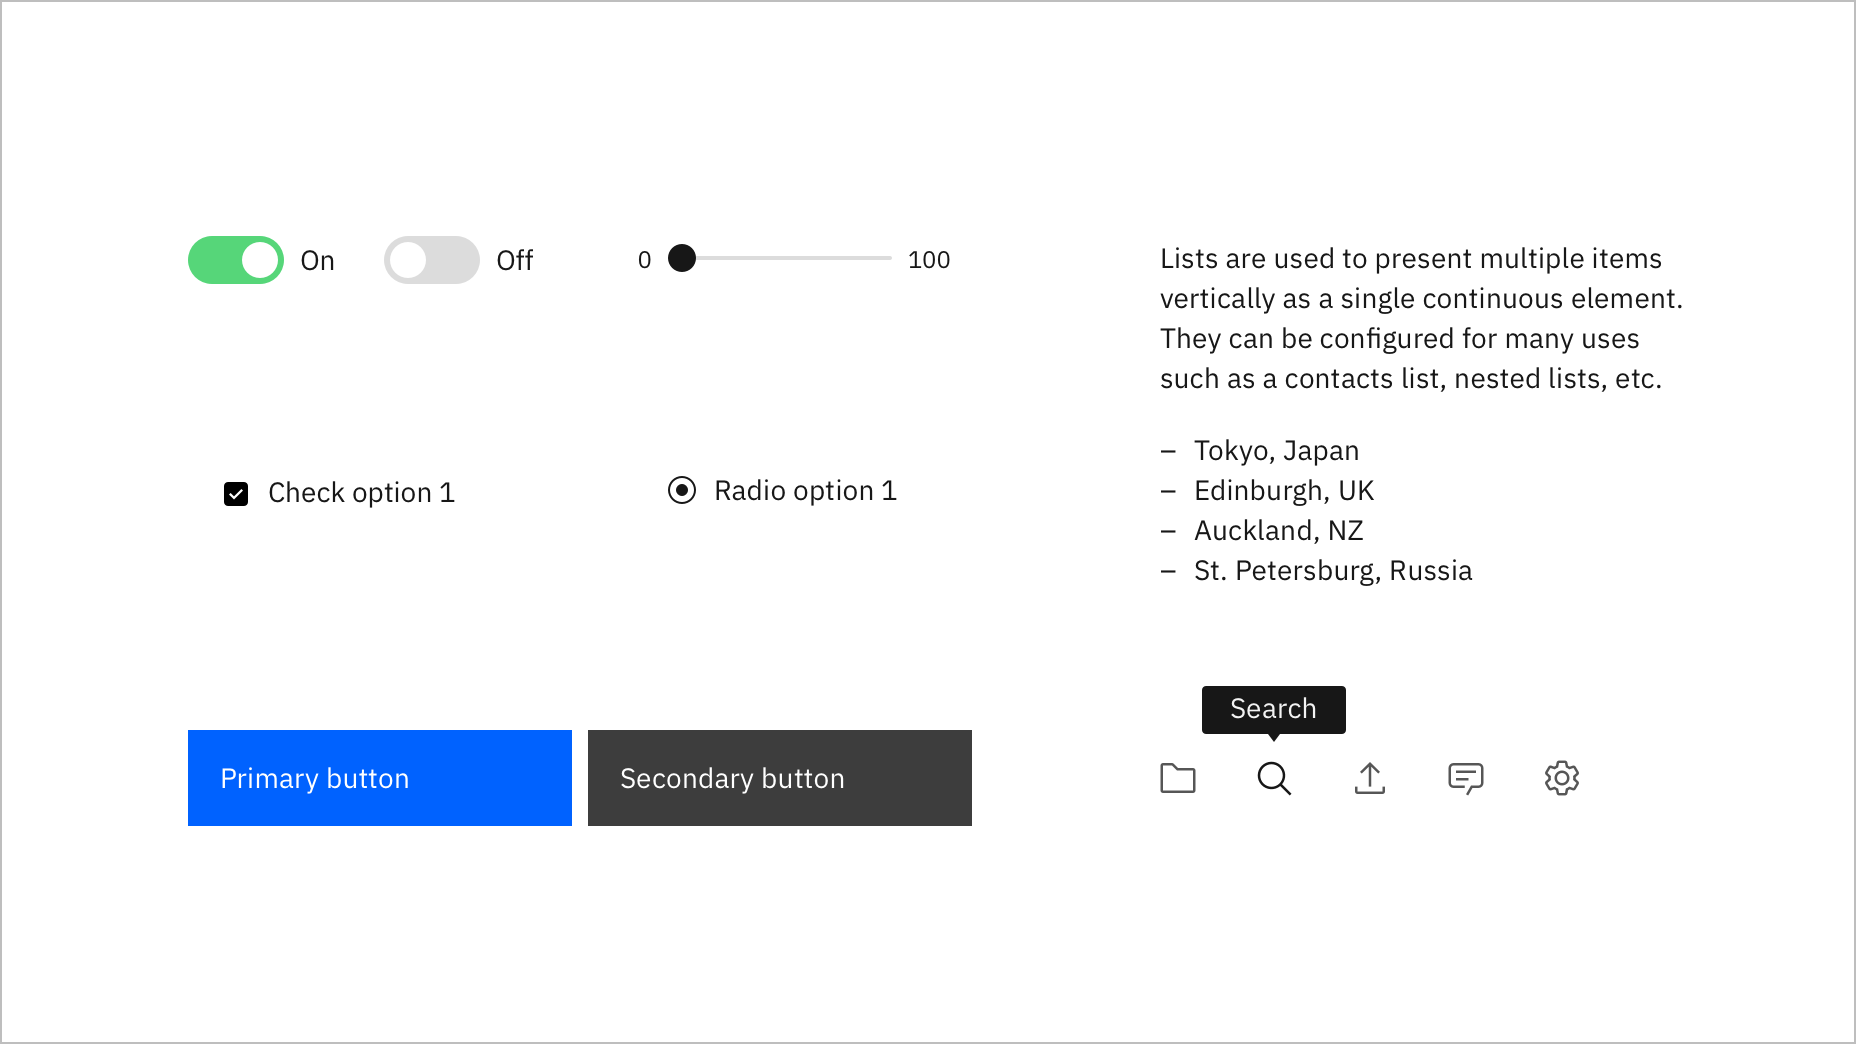 On
Off
0
100
Check option 1
Radio option 1
Primary button
Secondary button
Lists are used to present multiple items
vertically as a single continuous element.
They can be configured for many uses
such as a contacts list, nested lists, etc.
– Tokyo, Japan
– Edinburgh, UK
– Auckland, NZ
– St. Petersburg, Russia
Search